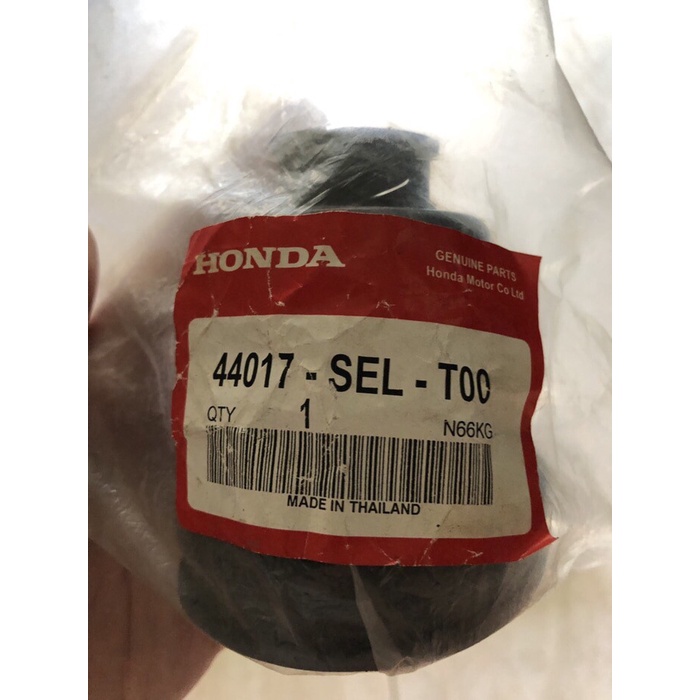 HONDA
GENUINE PARTS
Honda Motor Co Ltd
44017 - SEL - T00
QTY 1 N66KG
MADE IN THAILAND